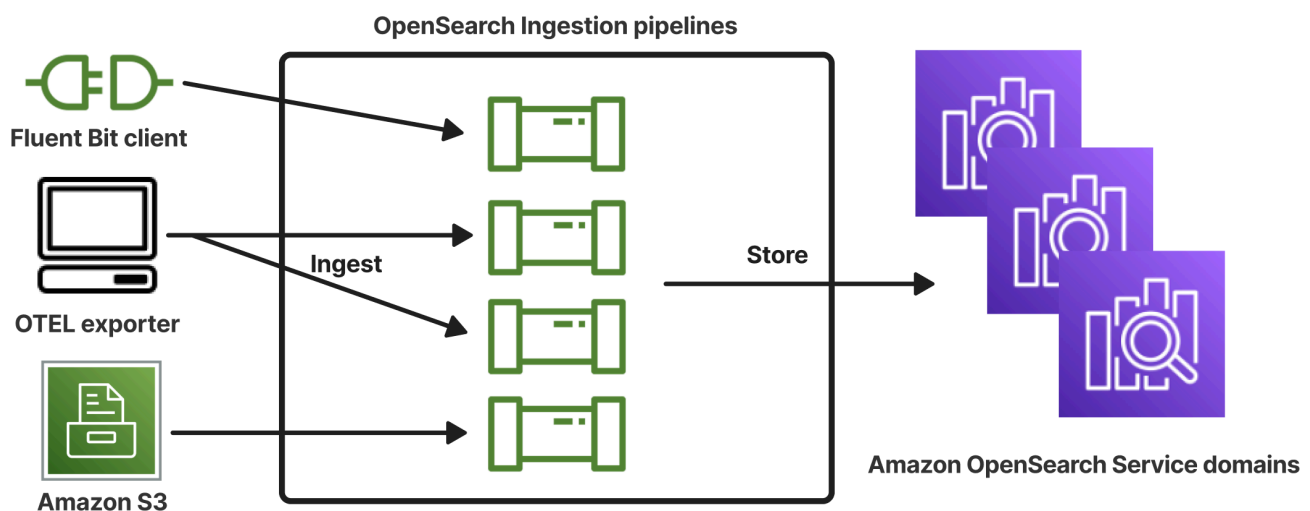 OpenSearch Ingestion pipelines
Fluent Bit client
OTEL exporter
Amazon S3
Ingest
Store
Amazon OpenSearch Service domains